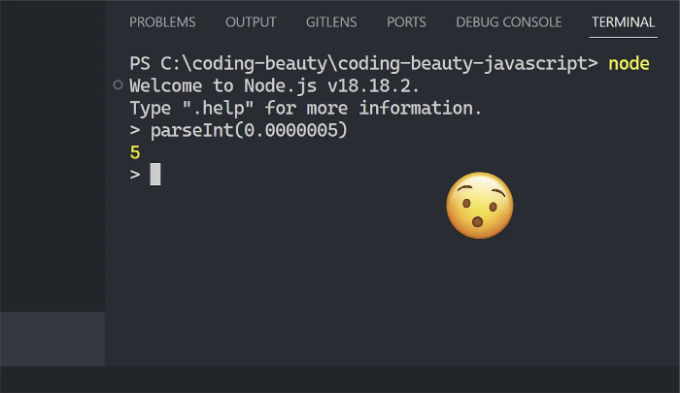 PROBLEMS OUTPUT GITLENS PORTS DEBUG CONSOLE TERMINAL
PS C:\coding-beauty\coding-beauty-javascript> node
Welcome to Node.js v18.18.2.
Type ".help" for more information.
> parseInt(0.0000005)
5
>